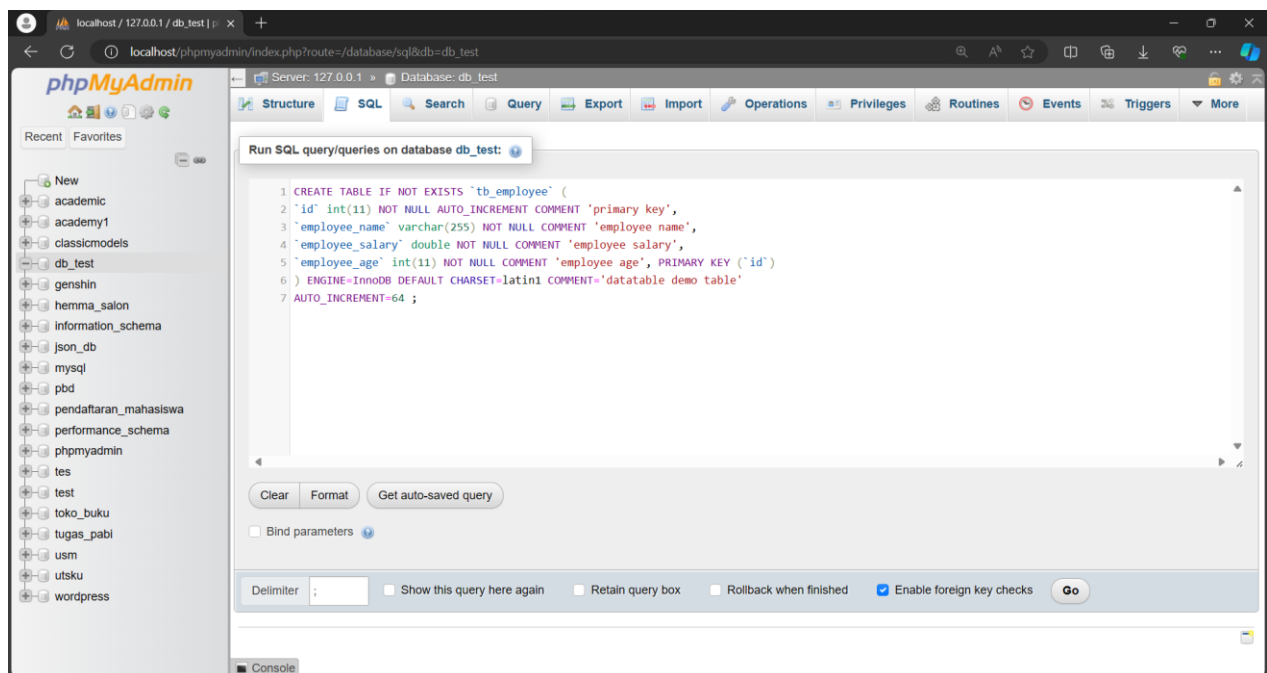 localhost / 127.0.0.1 / db_test | p
localhost/phpmyadmin/index.php?route=/database/sql&db=db_test
phpMyAdmin
Recent Favorites
New
academic
academy1
classicmodels
db_test
genshin
hemma_salon
information_schema
json_db
mysql
pbd
pendaftaran_mahasiswa
performance_schema
phpmyadmin
tes
test
toko_buku
tugas_pabi
usm
utsku
wordpress
Server: 127.0.0.1 » Database: db_test
Structure SQL Search Query Export Import Operations Privileges Routines Events Triggers More
Run SQL query/queries on database db_test:
1 CREATE TABLE IF NOT EXISTS `tb_employee` (
2 `id` int(11) NOT NULL AUTO_INCREMENT COMMENT 'primary key',
3 `employee_name` varchar(255) NOT NULL COMMENT 'employee name',
4 `employee_salary` double NOT NULL COMMENT 'employee salary',
5 `employee_age` int(11) NOT NULL COMMENT 'employee age', PRIMARY KEY (`id`)
6 ) ENGINE=InnoDB DEFAULT CHARSET=latin1 COMMENT='datatable demo table'
7 AUTO_INCREMENT=64 ;
Clear Format Get auto-saved query
Bind parameters
Delimiter ; Show this query here again Retain query box Rollback when finished Enable foreign key checks Go
Console